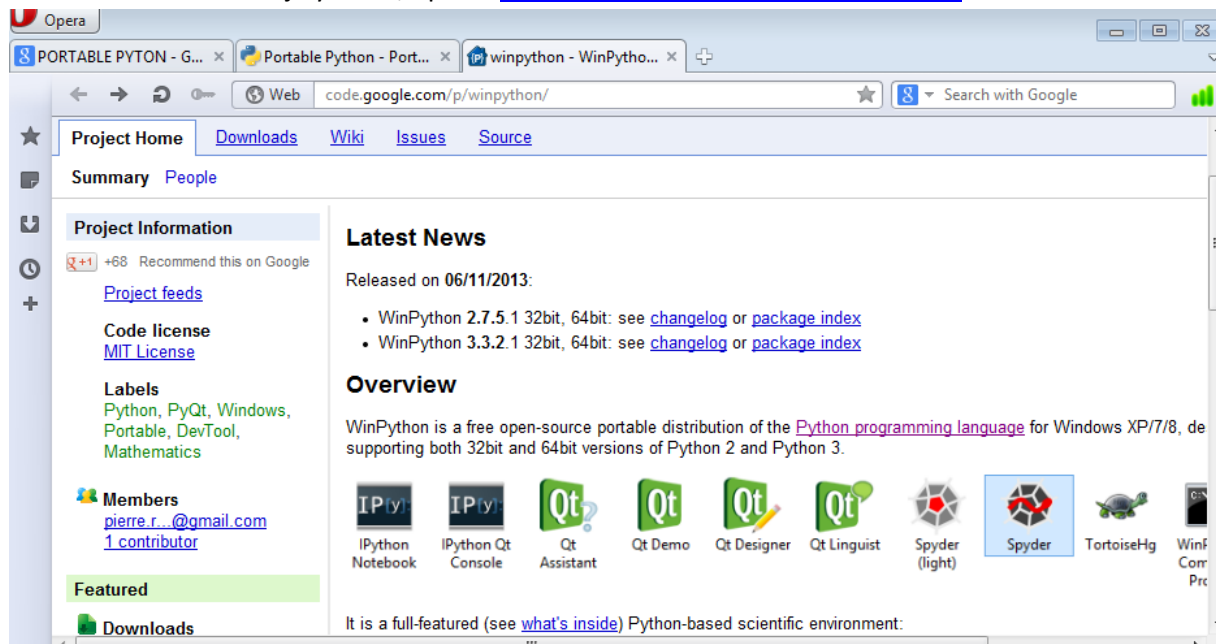 Opera
PORTABLE PYTON - G... × Portable Python - Port... × winpython - WinPytho... ×
Web code.google.com/p/winpython/ Search with Google
Project Home Downloads Wiki Issues Source
Summary People
Project Information
+1 +68 Recommend this on Google
Project feeds
Code license
MIT License
Labels
Python, PyQt, Windows,
Portable, DevTool,
Mathematics
Members
pierre.r...@gmail.com
1 contributor
Featured
Downloads
Latest News
Released on 06/11/2013:
• WinPython 2.7.5.1 32bit, 64bit: see changelog or package index
• WinPython 3.3.2.1 32bit, 64bit: see changelog or package index
Overview
WinPython is a free open-source portable distribution of the Python programming language for Windows XP/7/8, de
supporting both 32bit and 64bit versions of Python 2 and Python 3.
IP[y]: IP[y]: Qt Qt Qt Qt
IPython IPython Qt Qt Qt Demo Qt Designer Qt Linguist Spyder Spyder TortoiseHg
Notebook Console Assistant (light)
It is a full-featured (see what's inside) Python-based scientific environment: